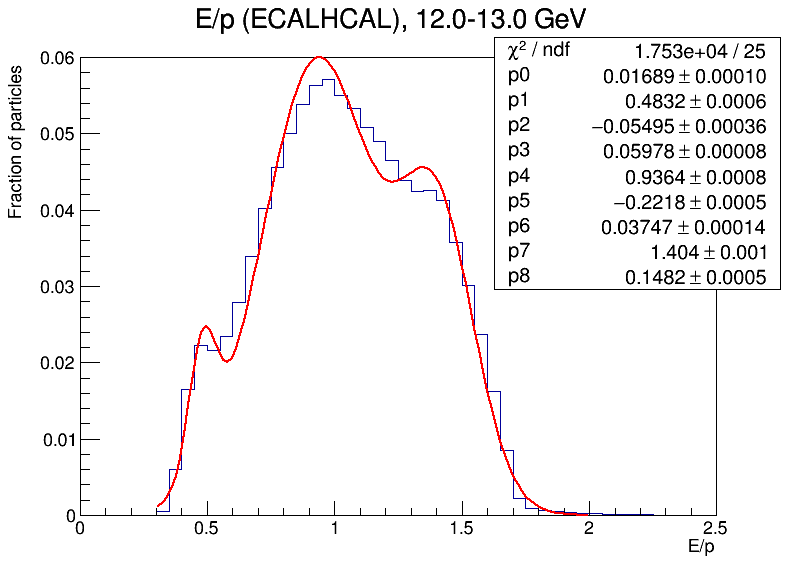 E/p (ECALHCAL), 12.0-13.0 GeV
χ² / ndf 1.753e+04 / 25
p0 0.01689 ± 0.00010
p1 0.4832 ± 0.0006
p2 −0.05495 ± 0.00036
p3 0.05978 ± 0.00008
p4 0.9364 ± 0.0008
p5 −0.2218 ± 0.0005
p6 0.03747 ± 0.00014
p7 1.404 ± 0.001
p8 0.1482 ± 0.0005
Fraction of particles
0.06
0.05
0.04
0.03
0.02
0.01
0
0 0.5 1 1.5 2 2.5
E/p